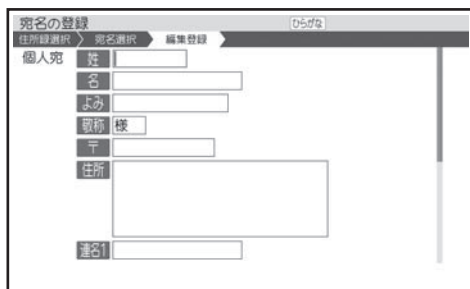 宛名の登録 ひらがな
住所録選択 宛名選択 編集登録
個人宛 姓
名
よみ
敬称 様
〒
住所
連名1